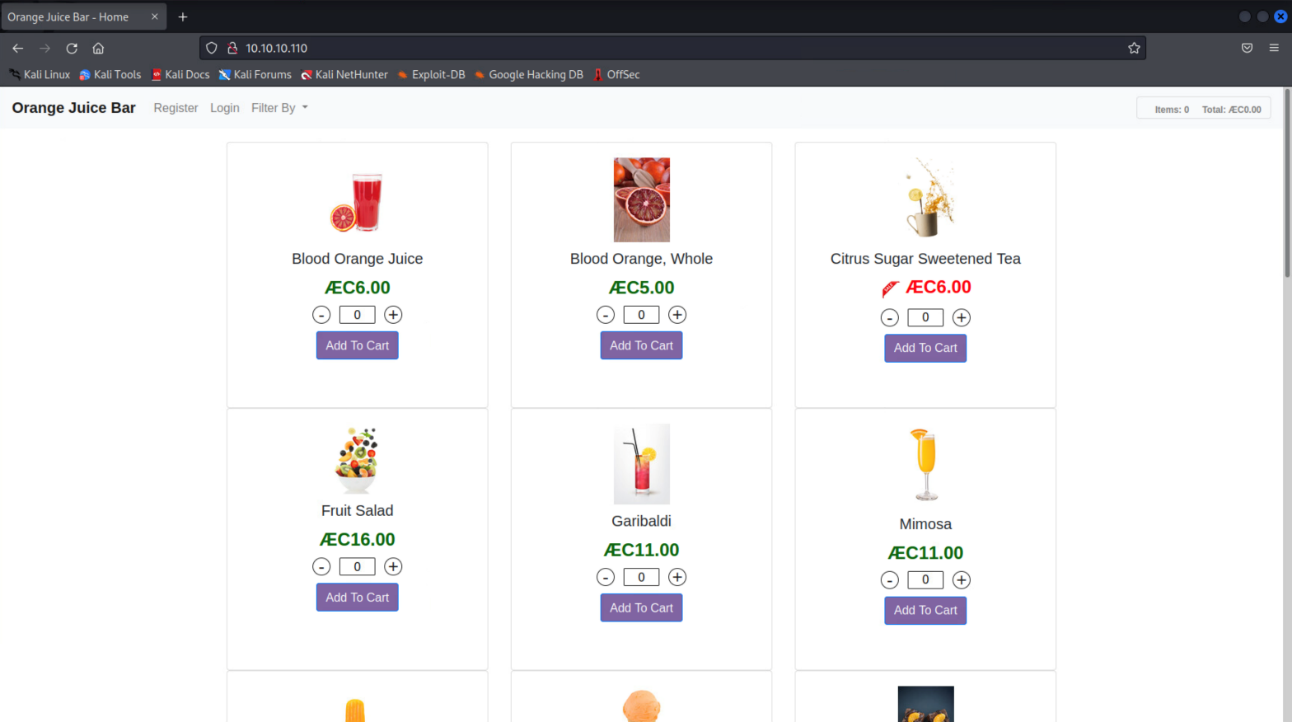 Orange Juice Bar - Home
10.10.10.110
Kali Linux Kali Tools Kali Docs Kali Forums Kali NetHunter Exploit-DB Google Hacking DB OffSec
Orange Juice Bar Register Login Filter By Items: 0 Total: ÆC0.00
Blood Orange Juice
ÆC6.00
- 0 +
Add To Cart
Blood Orange, Whole
ÆC5.00
- 0 +
Add To Cart
Citrus Sugar Sweetened Tea
ÆC6.00
- 0 +
Add To Cart
Fruit Salad
ÆC16.00
- 0 +
Add To Cart
Garibaldi
ÆC11.00
- 0 +
Add To Cart
Mimosa
ÆC11.00
- 0 +
Add To Cart